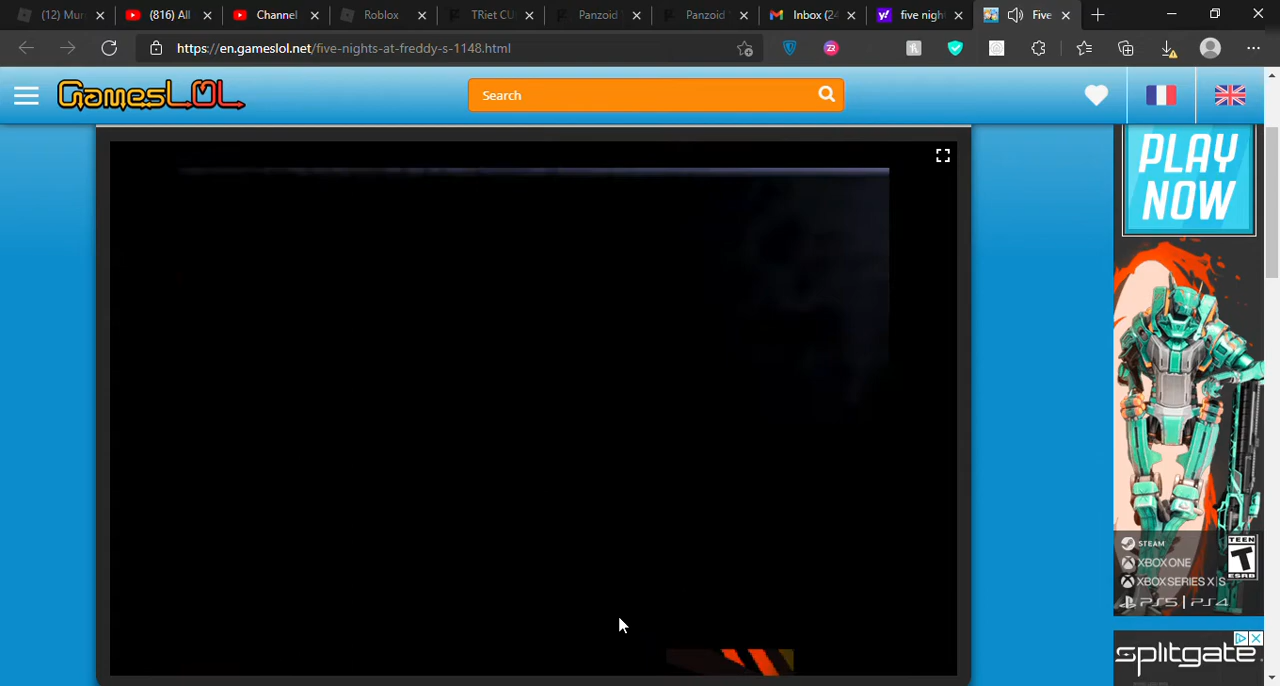 (12) Mur
(816) All
Channel
Roblox
TRiet CU
Panzoid
Panzoid
Inbox (24
five nigh
Five
https://en.gameslol.net/five-nights-at-freddy-s-1148.html
GamesLOL
Search
PLAY
NOW
STEAM
XBOX ONE
XBOX SERIES X|S
PS5 | PS4
TEEN
T
ESRB
splitgate